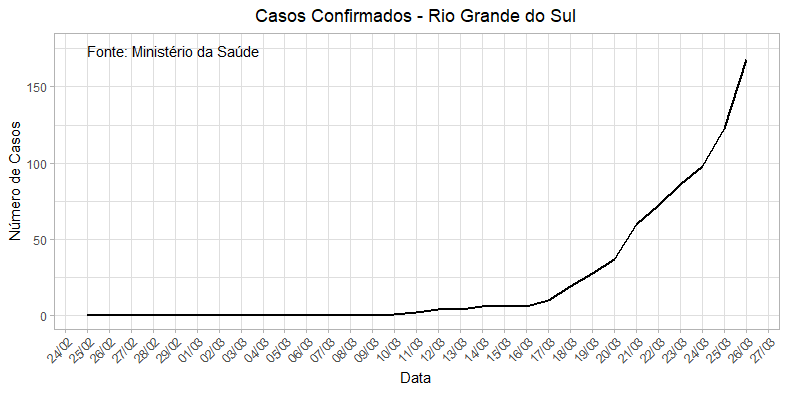 Casos Confirmados - Rio Grande do Sul
Fonte: Ministério da Saúde
Número de Casos
150
100
50
0
24/02 25/02 26/02 27/02 28/02 29/02 01/03 02/03 03/03 04/03 05/03 06/03 07/03 08/03 09/03 10/03 11/03 12/03 13/03 14/03 15/03 16/03 17/03 18/03 19/03 20/03 21/03 22/03 23/03 24/03 25/03 26/03 27/03
Data